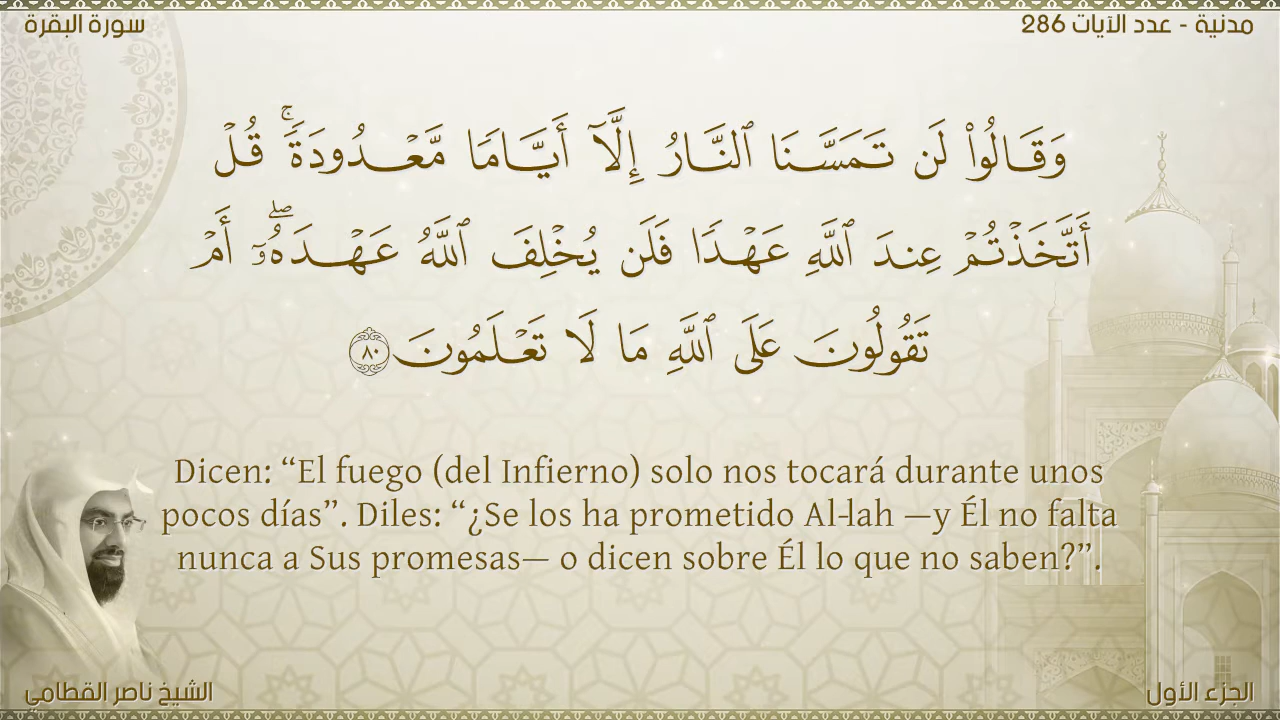 سورة البقرة
مدنية - عدد الآيات 286
وَقَالُوا۟ لَن تَمَسَّنَا ٱلنَّارُ إِلَّآ أَيَّامًا مَّعْدُودَةً ۚ قُلْ
أَتَّخَذْتُمْ عِندَ ٱللَّهِ عَهْدًا فَلَن يُخْلِفَ ٱللَّهُ عَهْدَهُۥٓ ۖ أَمْ
تَقُولُونَ عَلَى ٱللَّهِ مَا لَا تَعْلَمُونَ ٨٠
Dicen: “El fuego (del Infierno) solo nos tocará durante unos
pocos días”. Diles: “¿Se los ha prometido Al-lah —y Él no falta
nunca a Sus promesas— o dicen sobre Él lo que no saben?”.
الشيخ ناصر القطامي
الجزء الأول